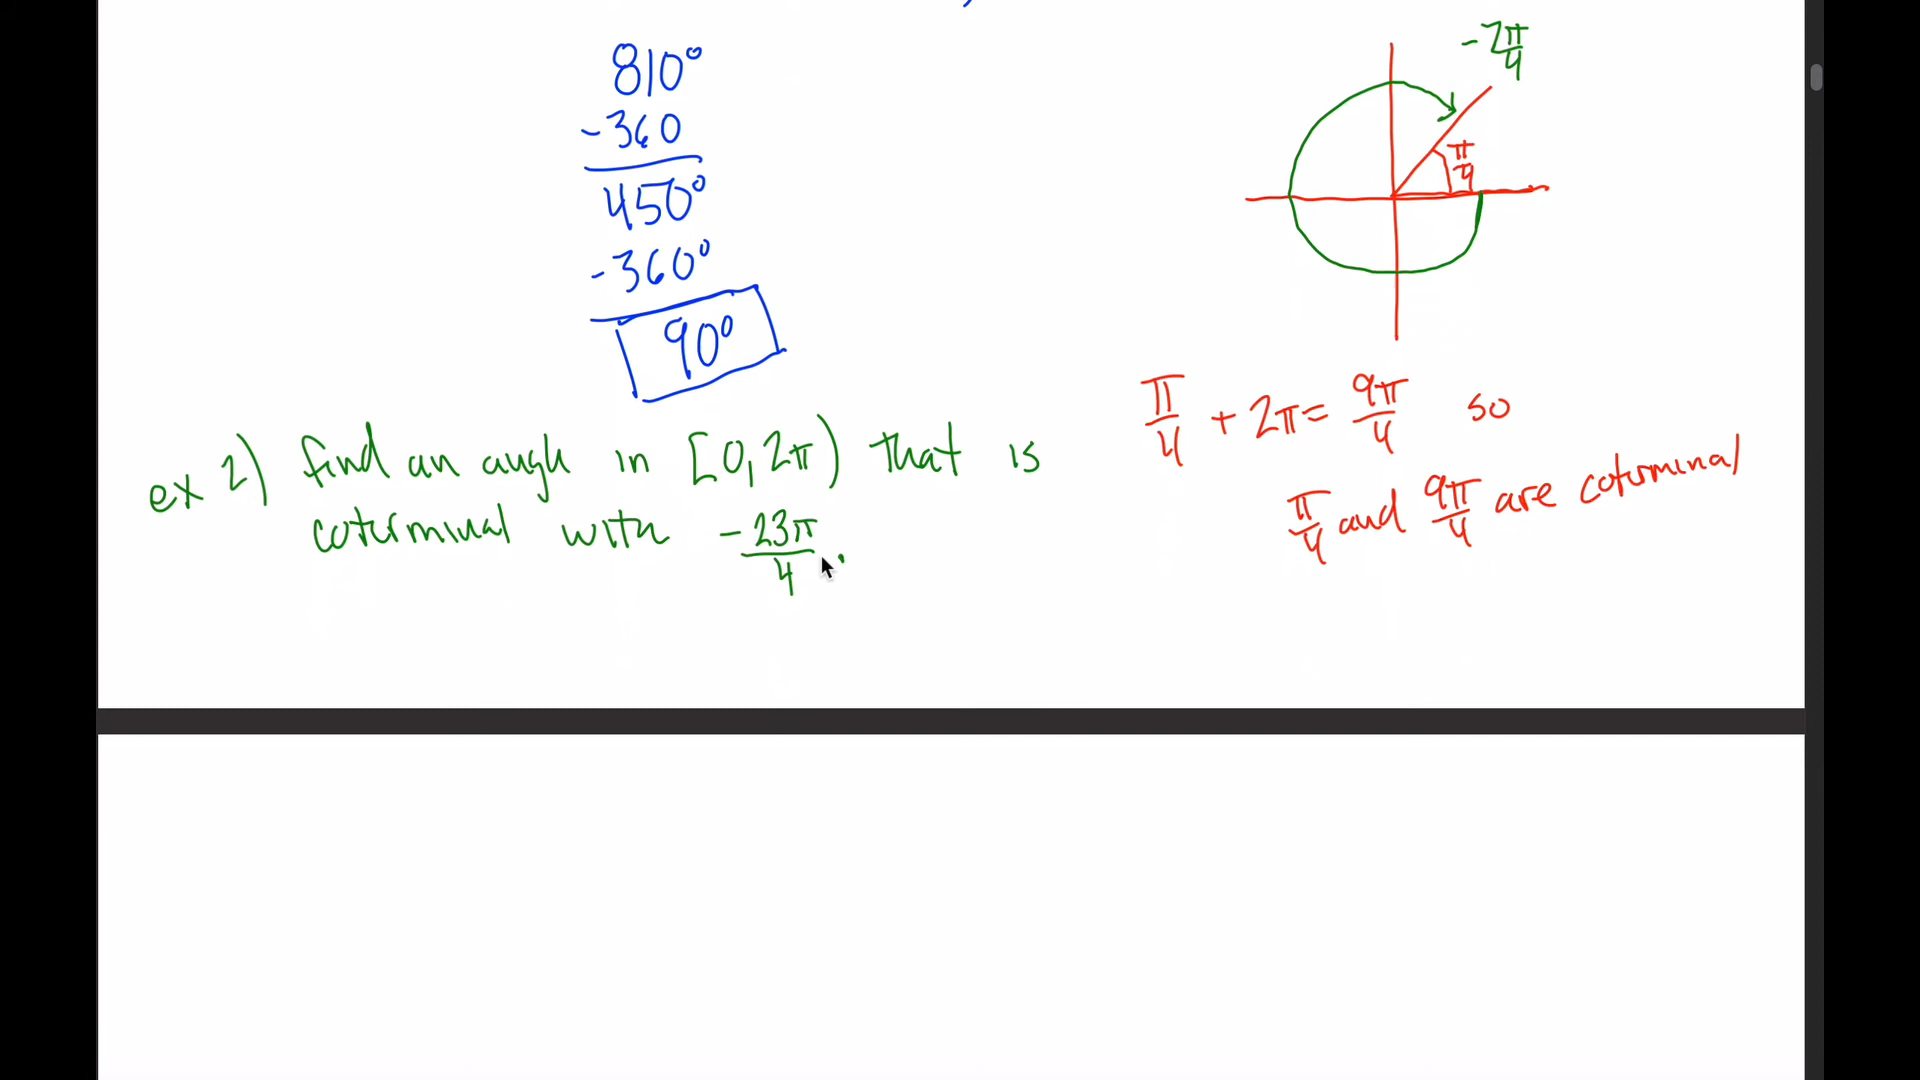 810°
-360
450°
-360°
90°
ex 2) find an angle in [0, 2π) that is
coterminal with -23π/4.
-7π/4
π/4
π/4 + 2π = 9π/4 so
π/4 and 9π/4 are coterminal